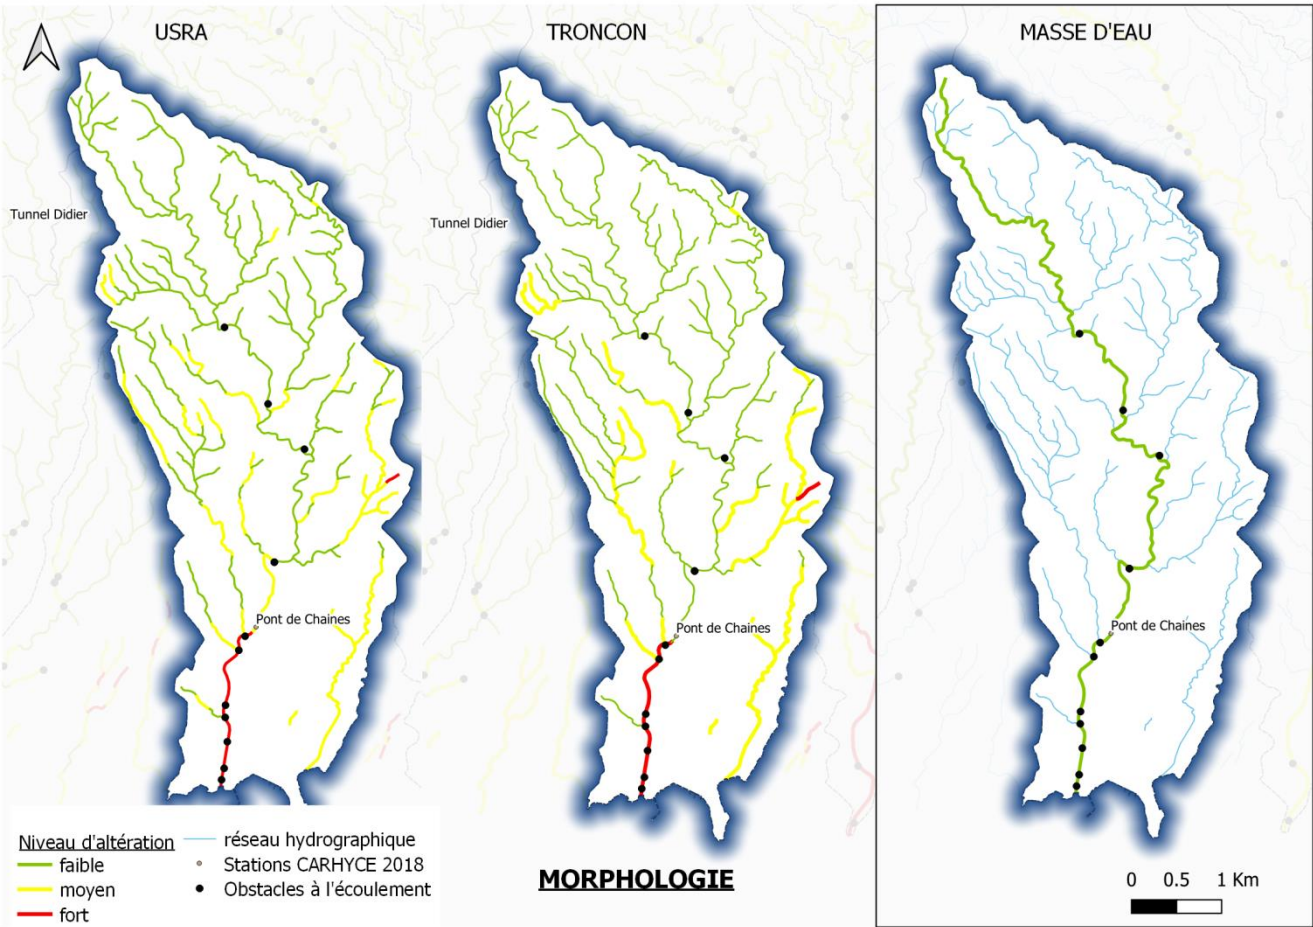 USRA
TRONCON
MASSE D'EAU
Tunnel Didier
Tunnel Didier
Pont de Chaines
Pont de Chaines
Pont de Chaines
Niveau d'altération
faible
moyen
fort
réseau hydrographique
Stations CARHYCE 2018
Obstacles à l'écoulement
MORPHOLOGIE
0 0.5 1 Km